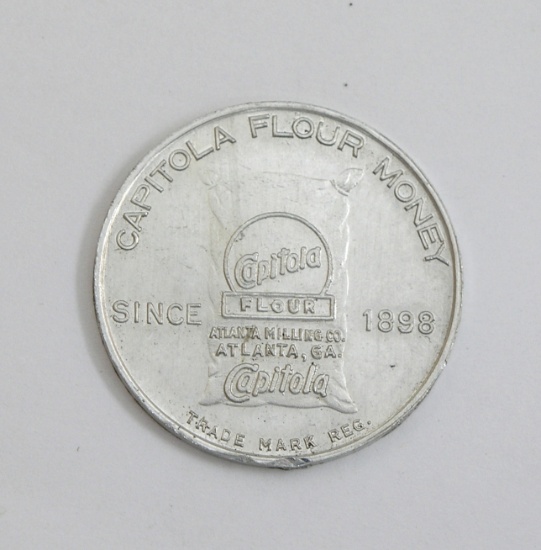 CAPITOLA FLOUR MONEY
SINCE 1898
Capitola
FLOUR
ATLANTA MILLING CO.
ATLANTA, GA.
Capitola
TRADE MARK REG.